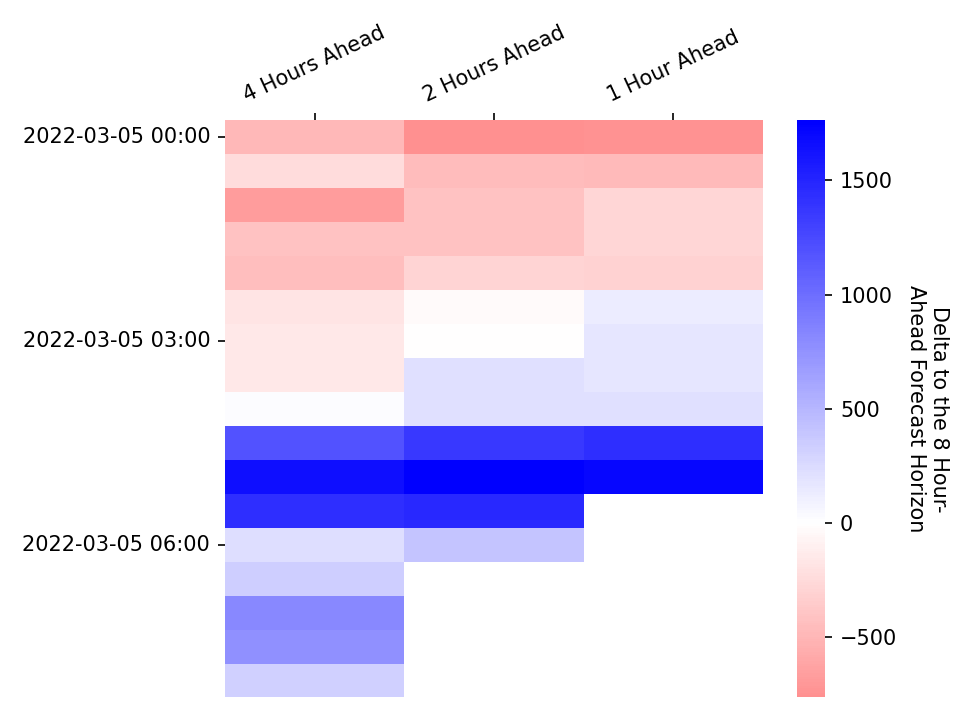 4 Hours Ahead
2 Hours Ahead
1 Hour Ahead
2022-03-05 00:00
2022-03-05 03:00
2022-03-05 06:00
1500
1000
500
0
−500
Delta to the 8 Hour-
Ahead Forecast Horizon